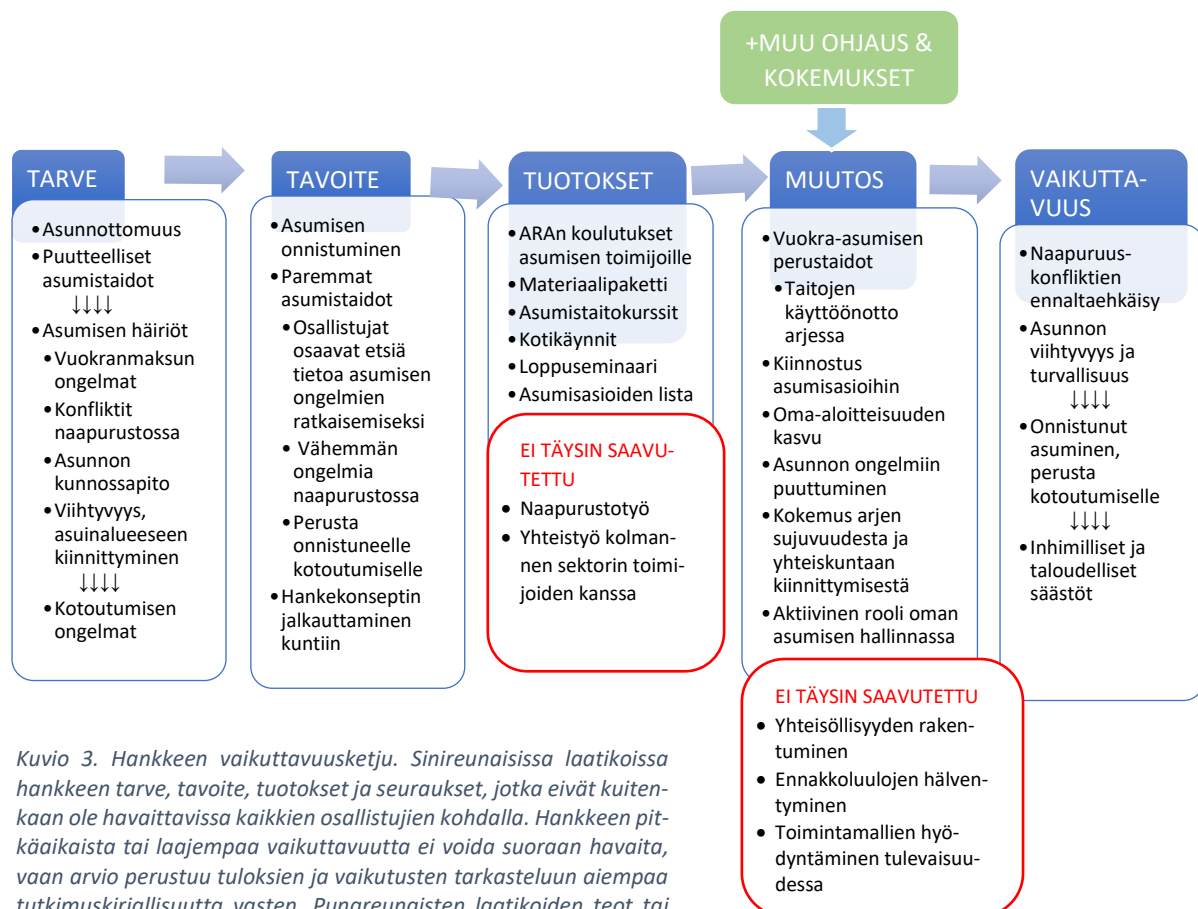 +MUU OHJAUS &
KOKEMUKSET
TARVE
•Asunnottomuus
•Puutteelliset
asumistaidot
↓↓↓↓
•Asumisen häiriöt
•Vuokranmaksun
ongelmat
•Konfliktit
naapurustossa
•Asunnon
kunnossapito
•Viihtyvyys,
asuinalueeseen
kiinnittyminen
↓↓↓↓
•Kotoutumisen
ongelmat
TAVOITE
•Asumisen
onnistuminen
•Paremmat
asumistaidot
•Osallistujat
osaavat etsiä
tietoa asumisen
ongelmien
ratkaisemiseksi
• Vähemmän
ongelmia
naapurustossa
•Perusta
onnistuneelle
kotoutumiselle
•Hankekonseptin
jalkauttaminen
kuntiin
TUOTOKSET
•ARAn koulutukset
asumisen toimijoille
•Materiaalipaketti
•Asumistaitokurssit
•Kotikäynnit
•Loppuseminaari
•Asumisasioiden lista
EI TÄYSIN SAAVU-
TETTU
• Naapurustotyö
• Yhteistyö kolman-
nen sektorin toimi-
joiden kanssa
MUUTOS
•Vuokra-asumisen
perustaidot
•Taitojen
käyttöönotto
arjessa
•Kiinnostus
asumisasioihin
•Oma-aloitteisuuden
kasvu
•Asunnon ongelmiin
puuttuminen
•Kokemus arjen
sujuvuudesta ja
yhteiskuntaan
kiinnittymisestä
•Aktiivinen rooli oman
asumisen hallinnassa
EI TÄYSIN SAAVUTETTU
• Yhteisöllisyyden raken-
tuminen
• Ennakkoluulojen hälven-
tyminen
• Toimintamallien hyö-
dyntäminen tulevaisuu-
dessa
VAIKUTTA-
VUUS
•Naapuruus-
konfliktien
ennaltaehkäisy
•Asunnon
viihtyvyys ja
turvallisuus
↓↓↓↓
•Onnistunut
asuminen,
perusta
kotoutumiselle
↓↓↓↓
•Inhimilliset ja
taloudelliset
säästöt
Kuvio 3. Hankkeen vaikuttavuusketju. Sinireunaisissa laatikoissa
hankkeen tarve, tavoite, tuotokset ja seuraukset, jotka eivät kuiten-
kaan ole havaittavissa kaikkien osallistujien kohdalla. Hankkeen pit-
käaikaista tai laajempaa vaikuttavuutta ei voida suoraan havaita,
vaan arvio perustuu tuloksien ja vaikutusten tarkasteluun aiempaa
tutkimuskirjallisuutta vasten. Punareunaisten laatikoiden teot tai